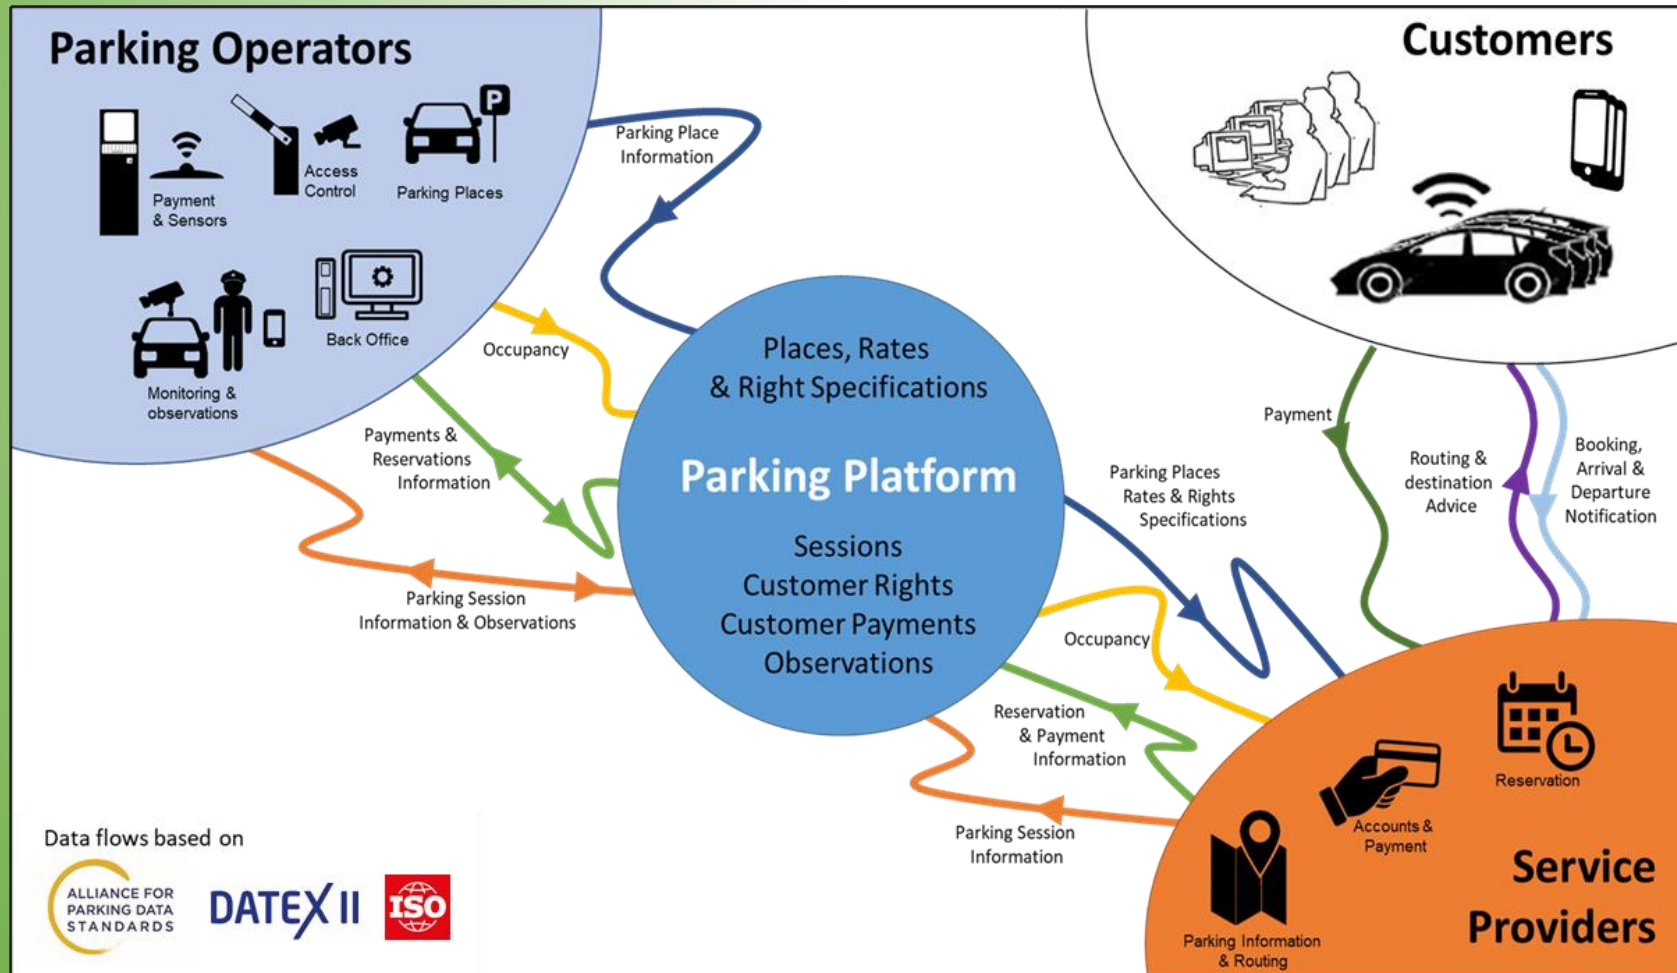 Parking Operators
Payment
& Sensors
Access
Control
P
Parking Places
Monitoring &
observations
Back Office
Customers
Parking Place
Information
Occupancy
Payments &
Reservations
Information
Parking Session
Information & Observations
Places, Rates
& Right Specifications
Parking Platform
Sessions
Customer Rights
Customer Payments
Observations
Parking Places
Rates & Rights
Specifications
Payment
Routing &
destination
Advice
Booking,
Arrival &
Departure
Notification
Occupancy
Reservation
& Payment
Information
Parking Session
Information
Reservation
Accounts &
Payment
Parking Information
& Routing
Service
Providers
Data flows based on
ALLIANCE FOR
PARKING DATA
STANDARDS
DATEX II
ISO